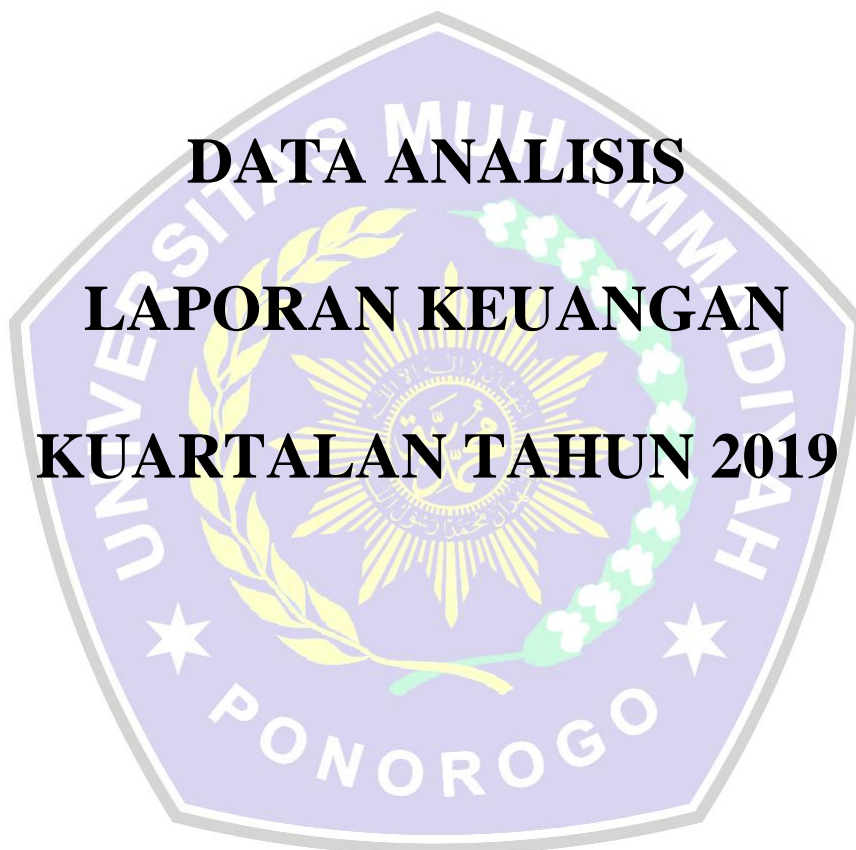 DATA ANALISIS
LAPORAN KEUANGAN
KUARTALAN TAHUN 2019
UNIVERSITAS MUHAMMADIYAH
PONOROGO